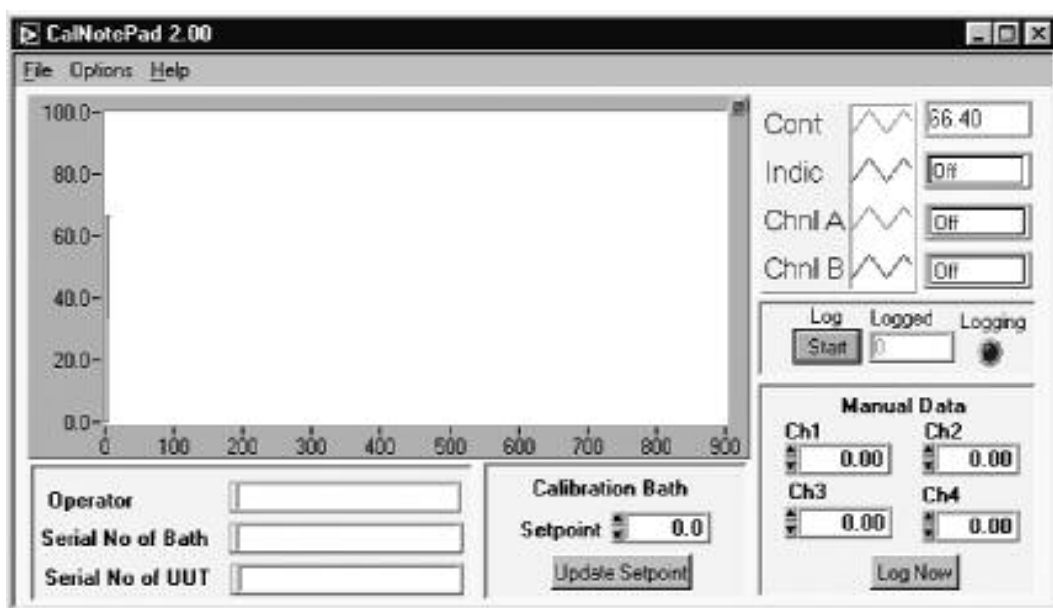 CalNotePad 2.00
File Options Help
100.0
80.0
60.0
40.0
20.0
0.0
0 100 200 300 400 500 600 700 800 900
Cont 66.40
Indic Off
Chnl A Off
Chnl B Off
Log Logged Logging
Start 0
Manual Data
Ch1 Ch2
0.00 0.00
Ch3 Ch4
0.00 0.00
Log Now
Operator
Serial No of Bath
Serial No of UUT
Calibration Bath
Setpoint 0.0
Update Setpoint